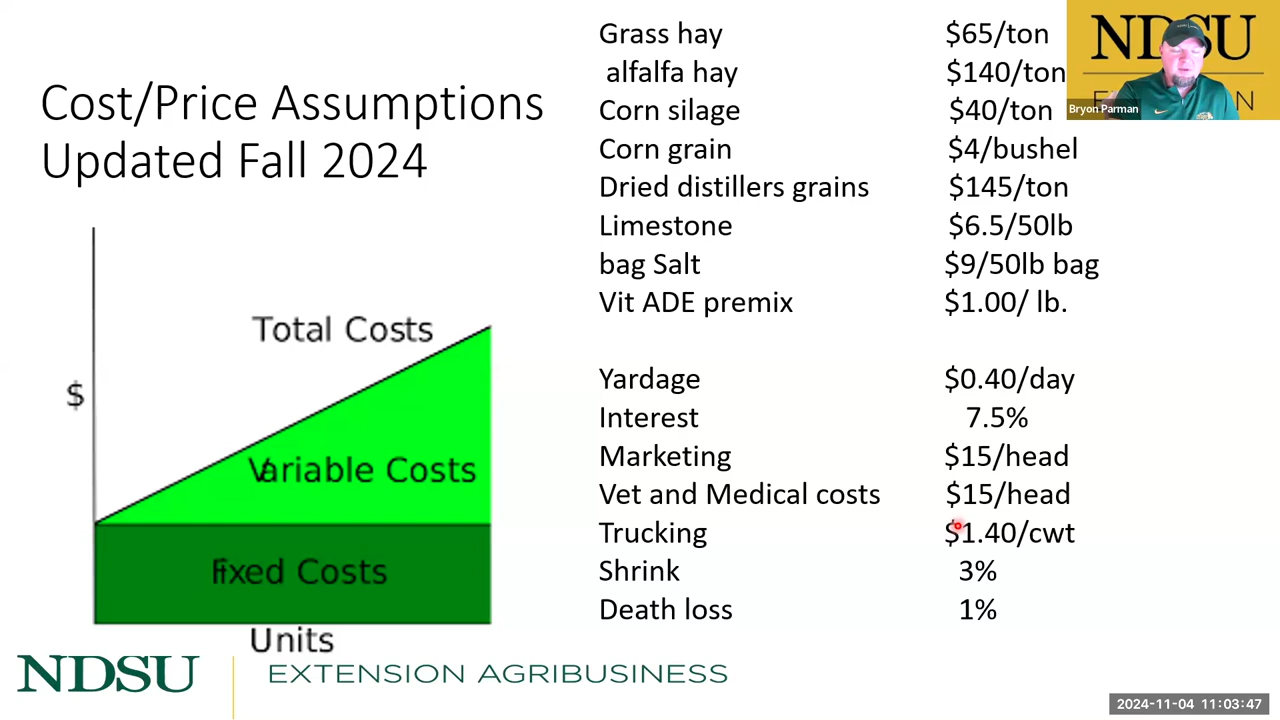 Cost/Price Assumptions
Updated Fall 2024
Total Costs
$
Variable Costs
Fixed Costs
Units
Grass hay $65/ton
alfalfa hay $140/ton
Corn silage $40/ton
Corn grain $4/bushel
Dried distillers grains $145/ton
Limestone $6.5/50lb
bag Salt $9/50lb bag
Vit ADE premix $1.00/ lb.
Yardage $0.40/day
Interest 7.5%
Marketing $15/head
Vet and Medical costs $15/head
Trucking $1.40/cwt
Shrink 3%
Death loss 1%
NDSU
Bryon Parman
NDSU EXTENSION AGRIBUSINESS
2024-11-04 11:03:47